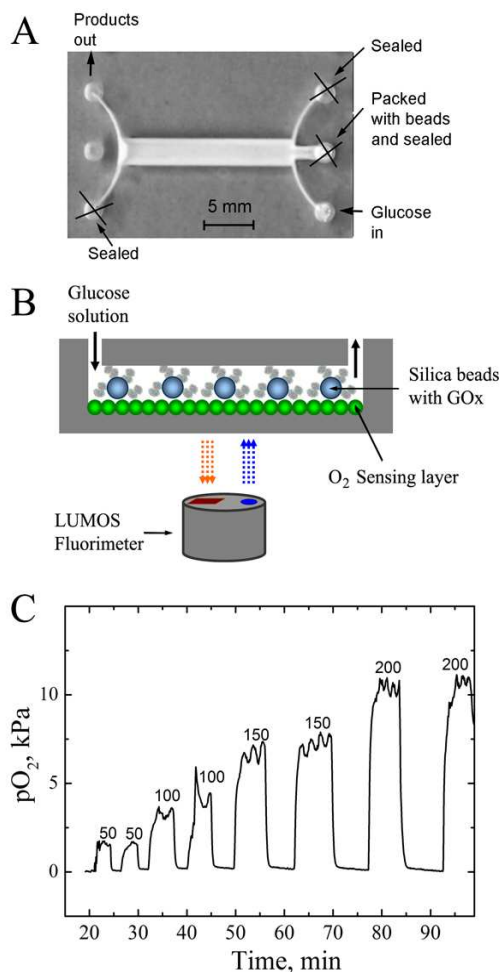 A
Products
out
Sealed
Packed
with beads
and sealed
5 mm
Glucose
in
Sealed
B
Glucose
solution
Silica beads
with GOx
O₂ Sensing layer
LUMOS
Fluorimeter
C
200
200
10
150
150
100
100
5
50
50
0
pO₂, kPa
20 30 40 50 60 70 80 90
Time, min